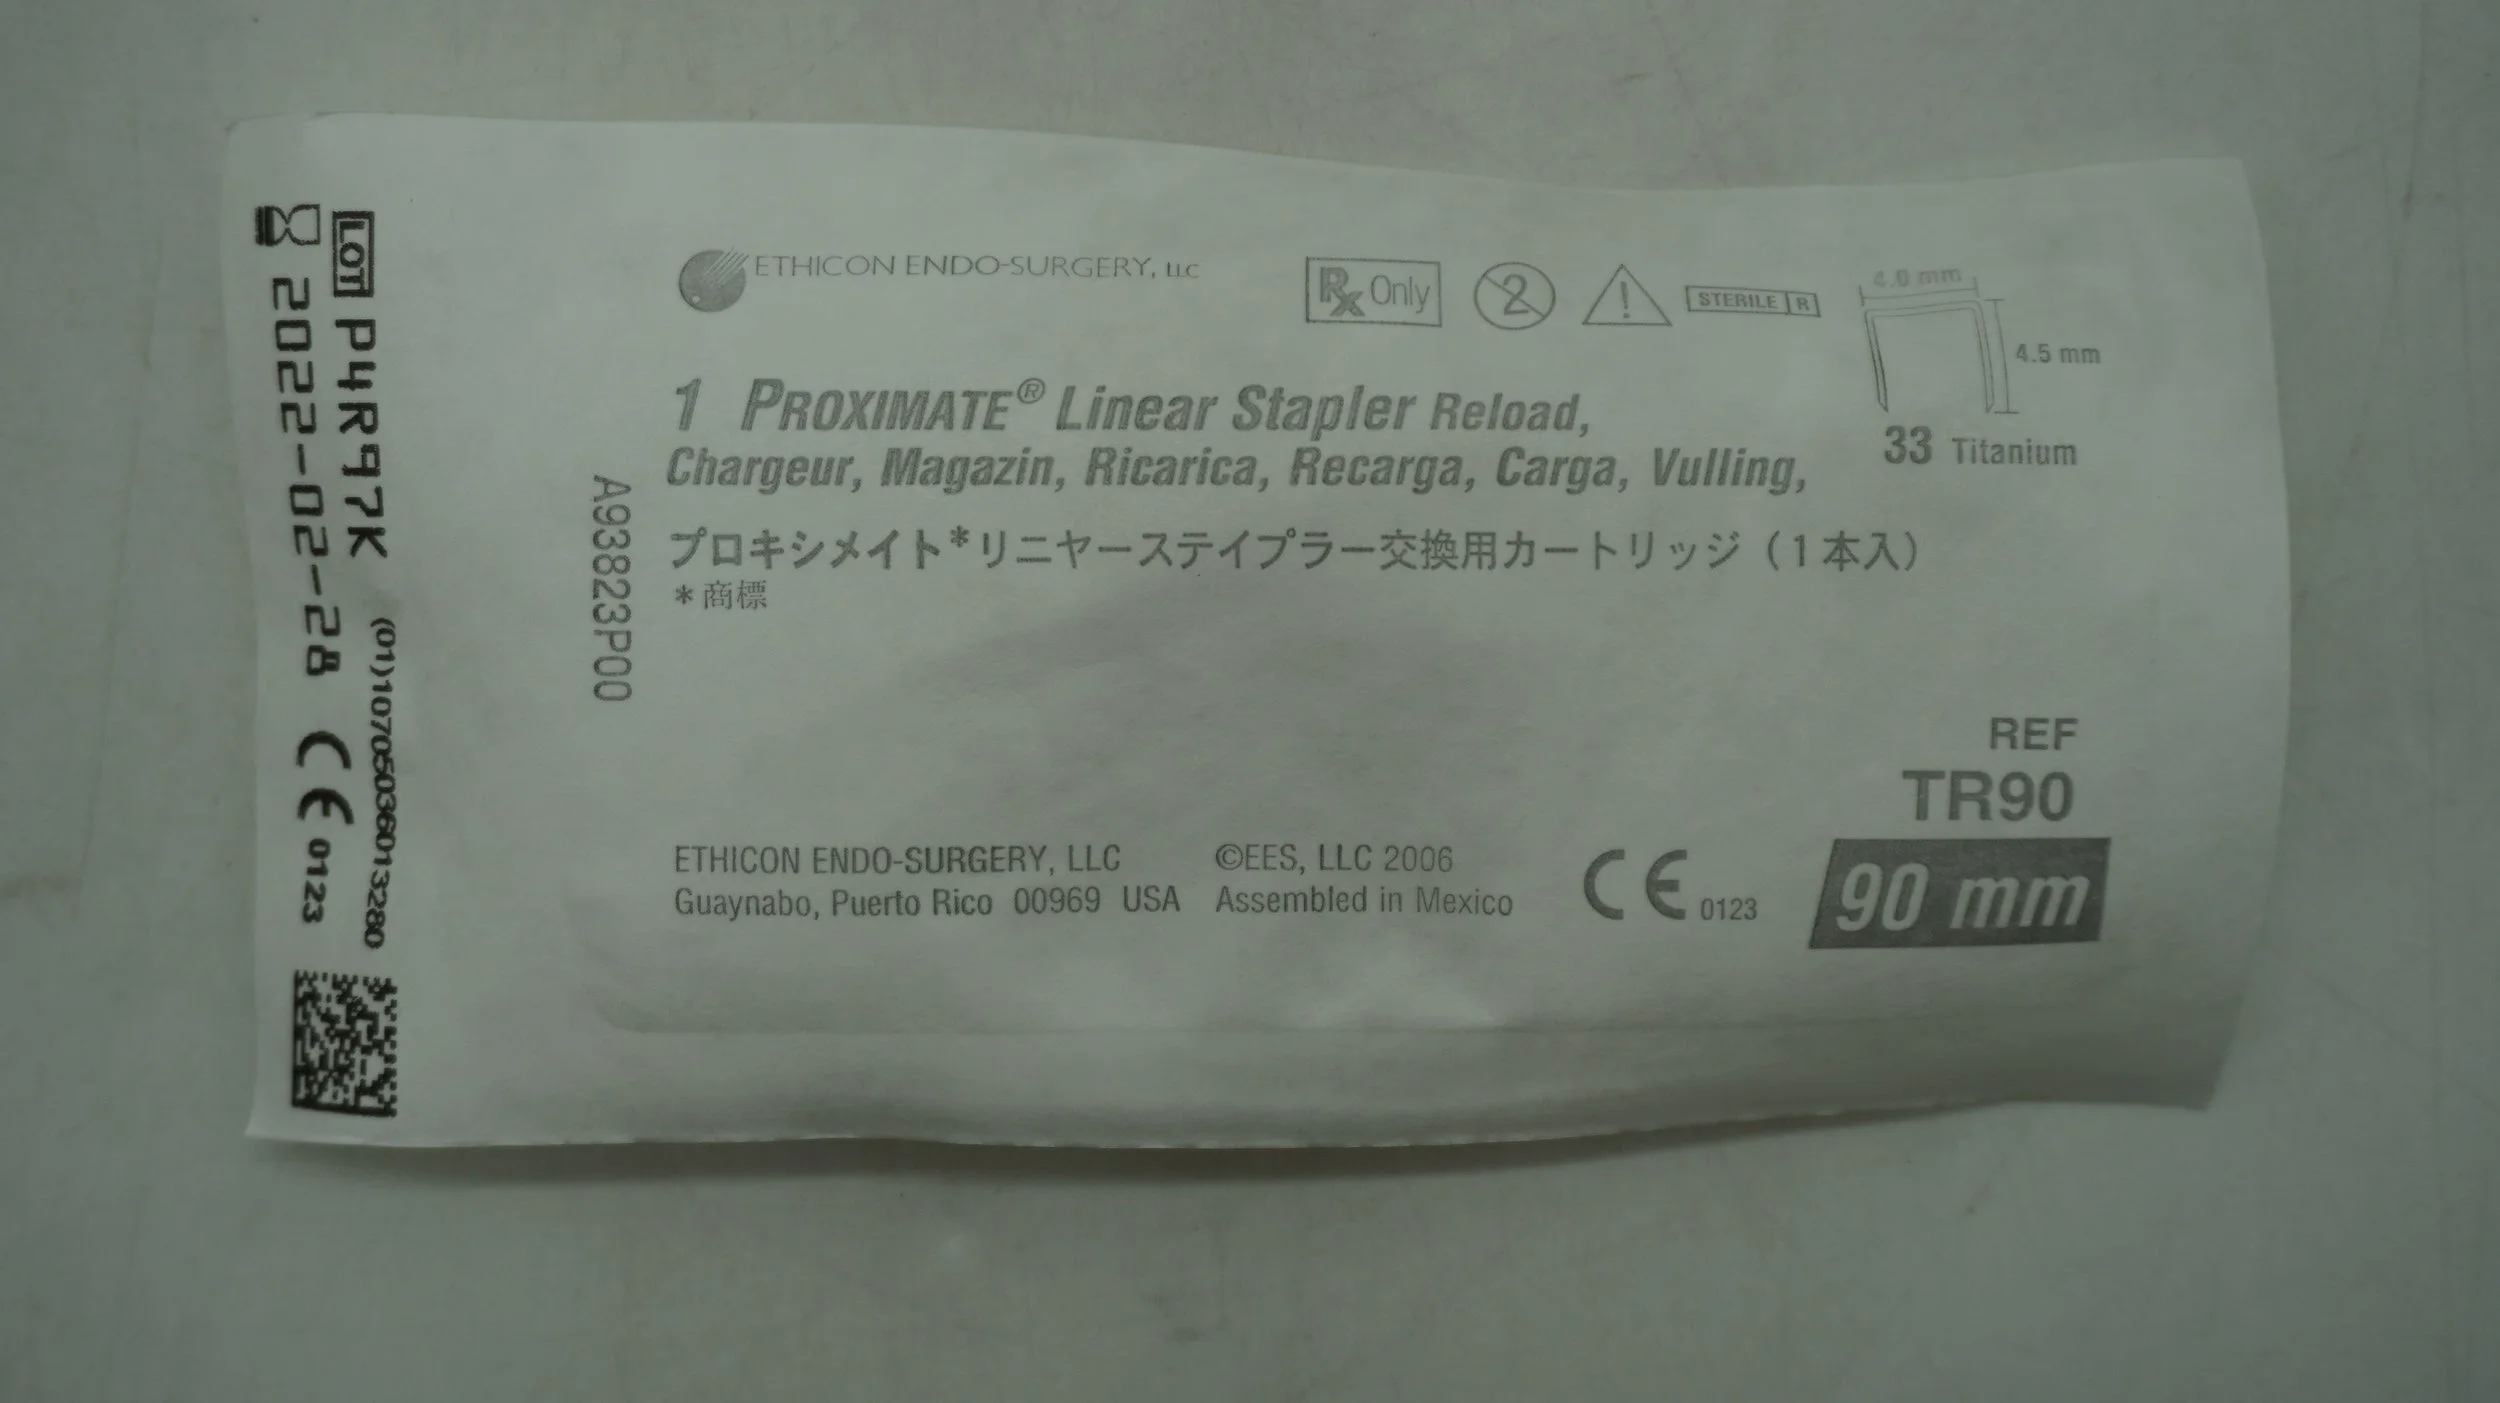 LOT P4R97K
2022-02-28 CE 0123
(01)10705036013280
A93823P00
ETHICON ENDO-SURGERY, LLC
Rx Only
2
!
STERILE R
4.0 mm
4.5 mm
33 Titanium
1 PROXIMATE® Linear Stapler Reload,
Chargeur, Magazin, Ricarica, Recarga, Carga, Vulling,
プロキシメイト*リニヤーステイプラー交換用カートリッジ（1本入）
*商標
REF
TR90
90 mm
ETHICON ENDO-SURGERY, LLC
Guaynabo, Puerto Rico 00969 USA
©EES, LLC 2006
Assembled in Mexico
CE 0123